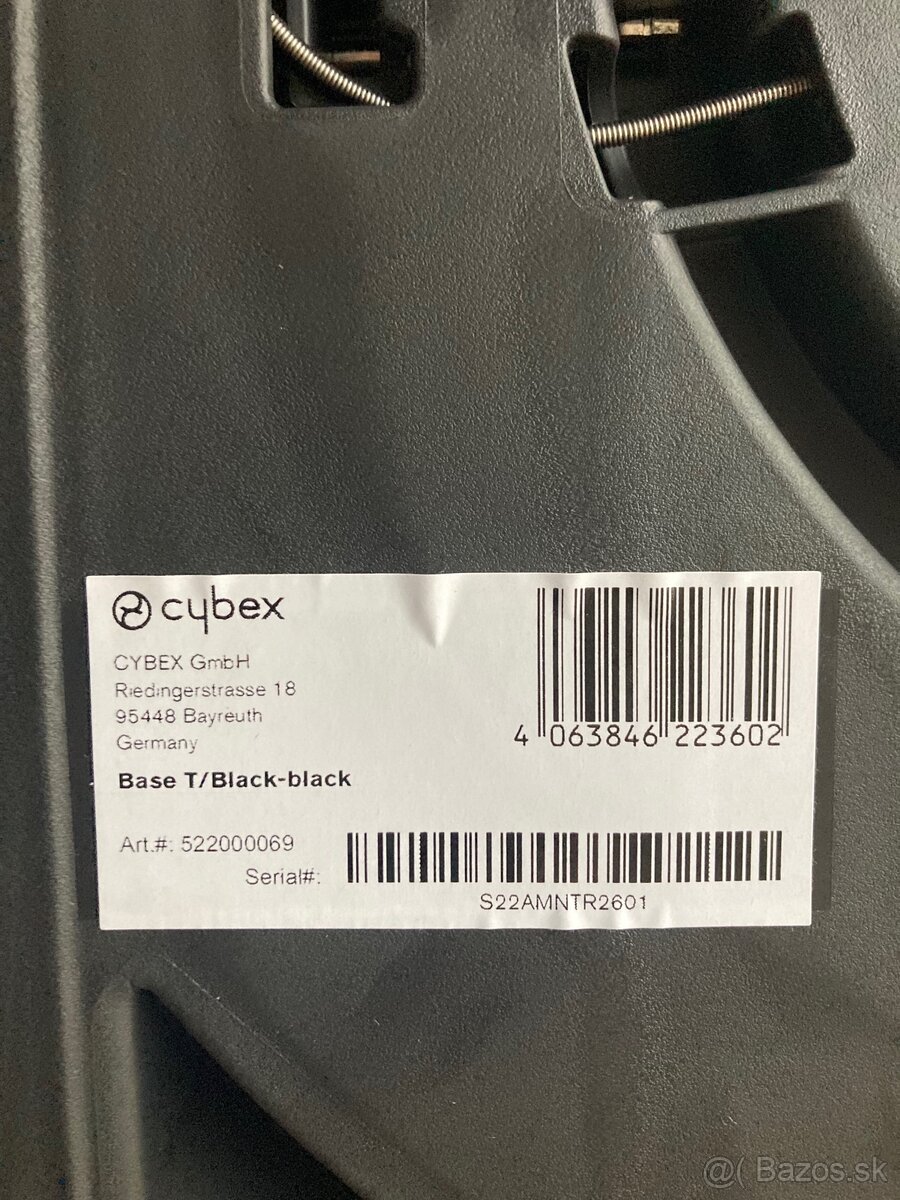 cybex
CYBEX GmbH
Riedingerstrasse 18
95448 Bayreuth
Germany
4 063846 223602
Base T/Black-black
Art.#: 522000069
Serial#:
S22AMNTR2601
@( Bazos.sk